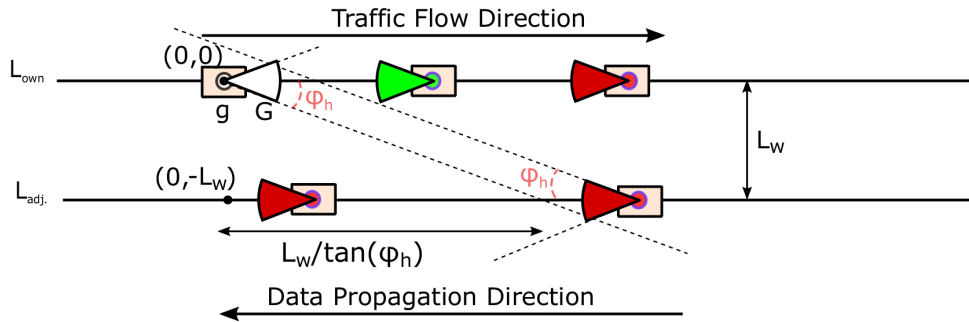 Traffic Flow Direction
(0,0)
Lown
φh
g
G
Lw
(0,-Lw)
φh
Ladj.
Lw/tan(φh)
Data Propagation Direction